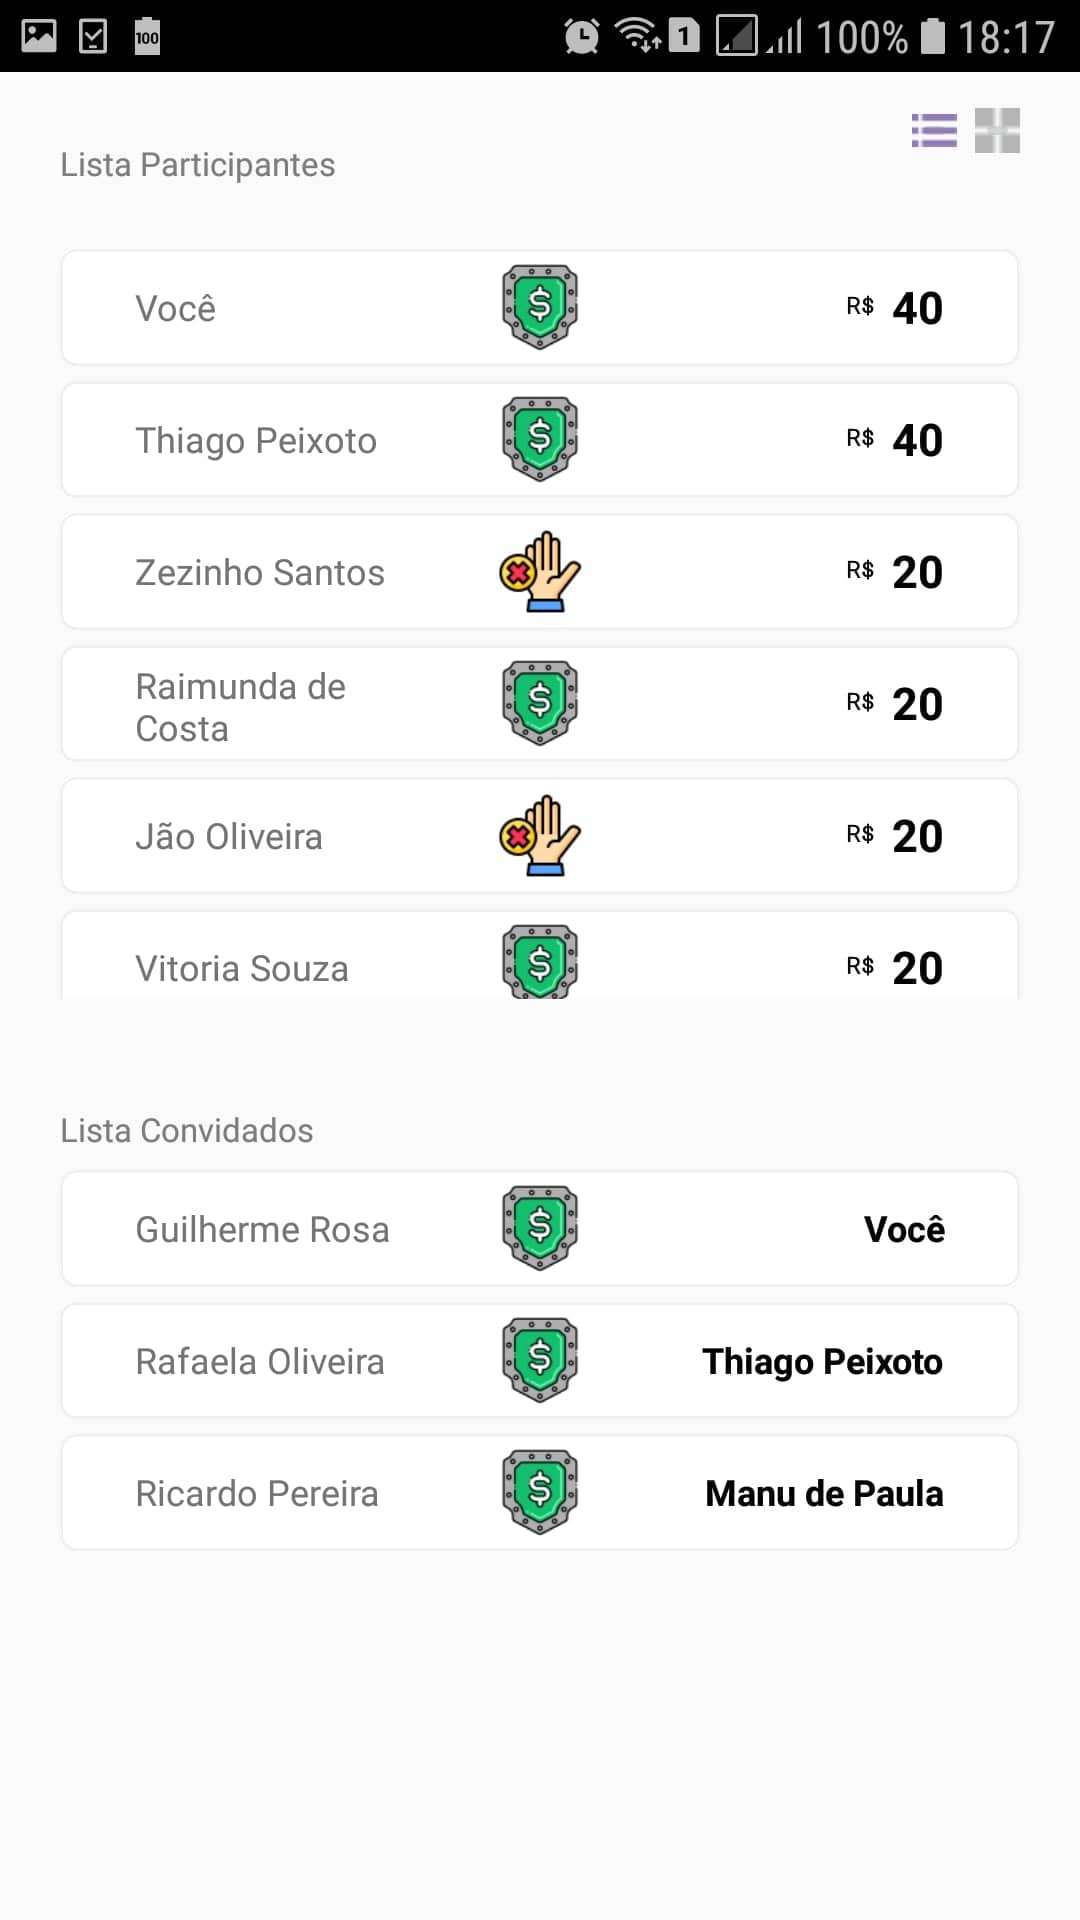 100 1 100% 18:17
Lista Participantes
Você $ R$ 40
Thiago Peixoto $ R$ 40
Zezinho Santos R$ 20
Raimunda de
Costa $ R$ 20
Jão Oliveira R$ 20
Vitoria Souza $ R$ 20
Lista Convidados
Guilherme Rosa $ Você
Rafaela Oliveira $ Thiago Peixoto
Ricardo Pereira $ Manu de Paula